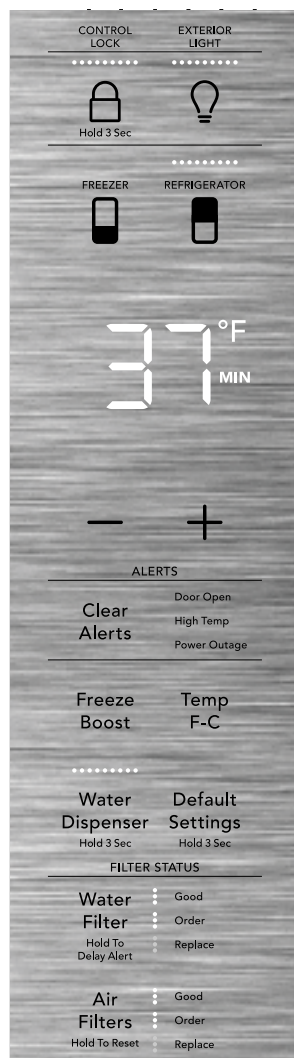 CONTROL
LOCK
EXTERIOR
LIGHT
Hold 3 Sec
FREEZER
REFRIGERATOR
37 °F
MIN
− +
ALERTS
Clear
Alerts
Door Open
High Temp
Power Outage
Freeze
Boost
Temp
F-C
Water
Dispenser
Hold 3 Sec
Default
Settings
Hold 3 Sec
FILTER STATUS
Water
Filter
Hold To
Delay Alert
Good
Order
Replace
Air
Filters
Hold To Reset
Good
Order
Replace